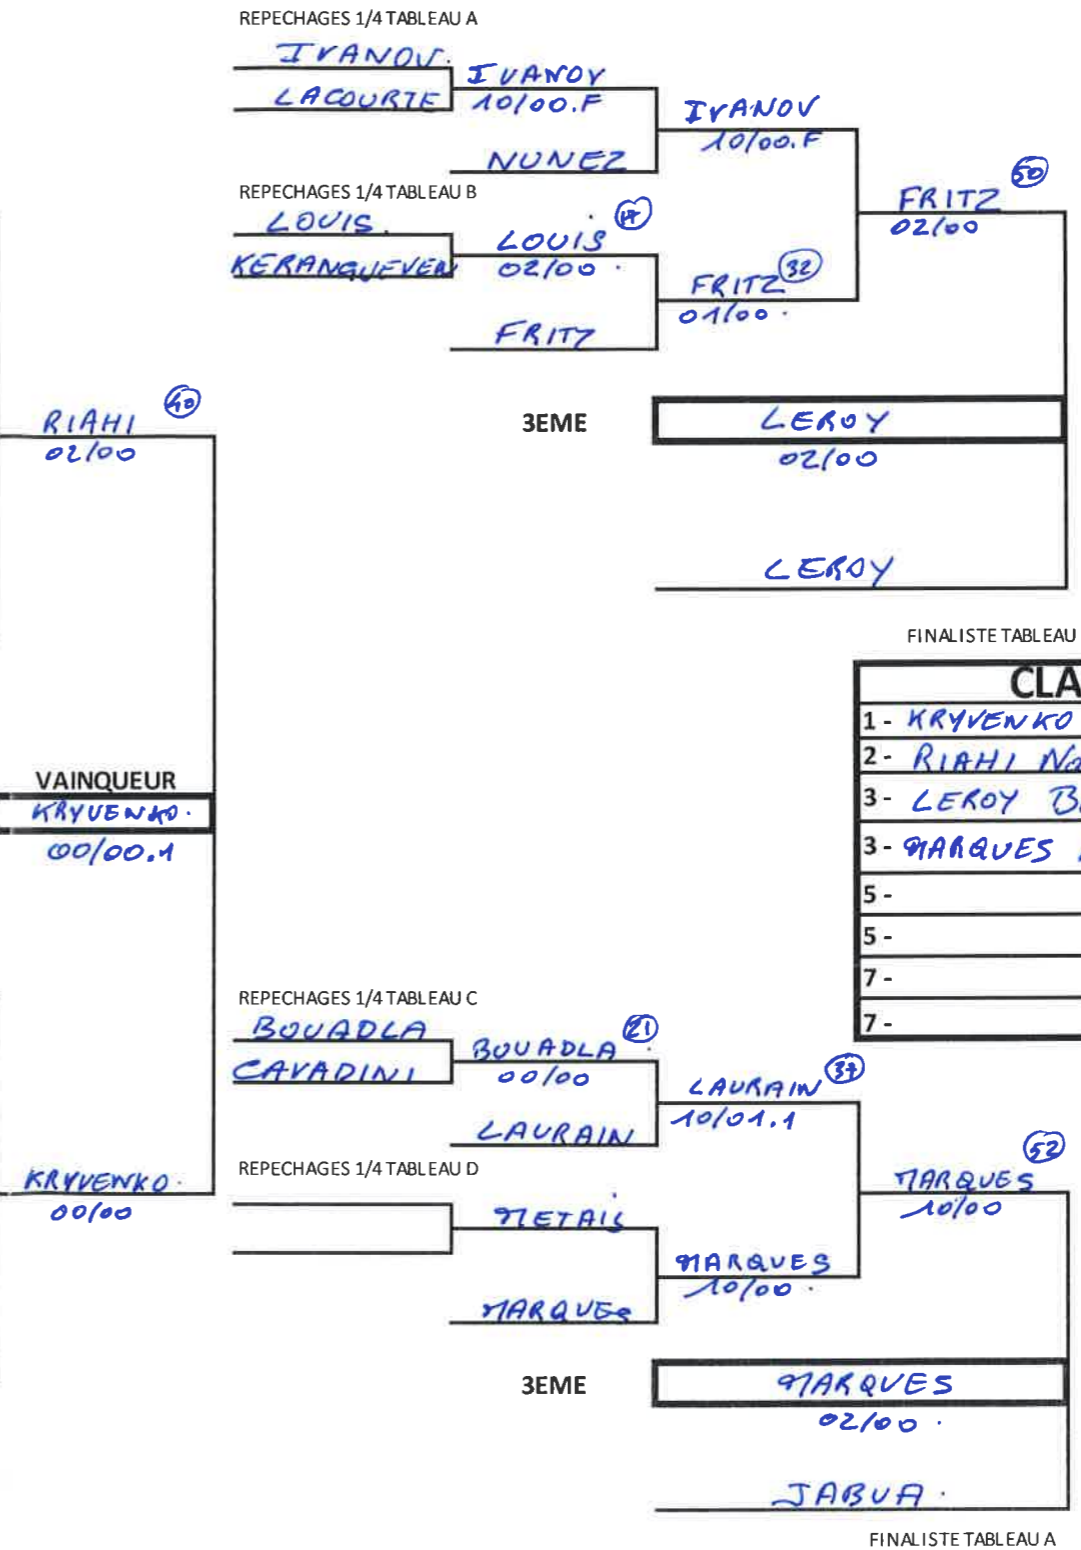 REPECHAGES 1/4 TABLEAU A
IVANOV.
LACOURTE
IVANOV
10/00.F
NUNEZ
IVANOV
10/00.F
REPECHAGES 1/4 TABLEAU B
LOUIS.
KERANGUEVEN
LOUIS 17
02/00.
FRITZ
FRITZ 32
01/00.
FRITZ 50
02/00
3EME
LEROY
02/00
LEROY
FINALISTE TABLEAU
RIAHI 40
02/00
VAINQUEUR
KRYVENKO.
00/00.1
KRYVENKO.
00/00
CLA
1 - KRYVENKO
2 - RIAHI No
3 - LEROY
3 - MARQUES
5 -
5 -
7 -
7 -
REPECHAGES 1/4 TABLEAU C
BOUADLA
CAVADINI
BOUADLA 21
00/00
LAURAIN
LAURAIN 37
10/01.1
REPECHAGES 1/4 TABLEAU D
METAIS
MARQUES
MARQUES
10/00.
MARQUES 52
10/00
3EME
MARQUES
02/00.
JABUA.
FINALISTE TABLEAU A